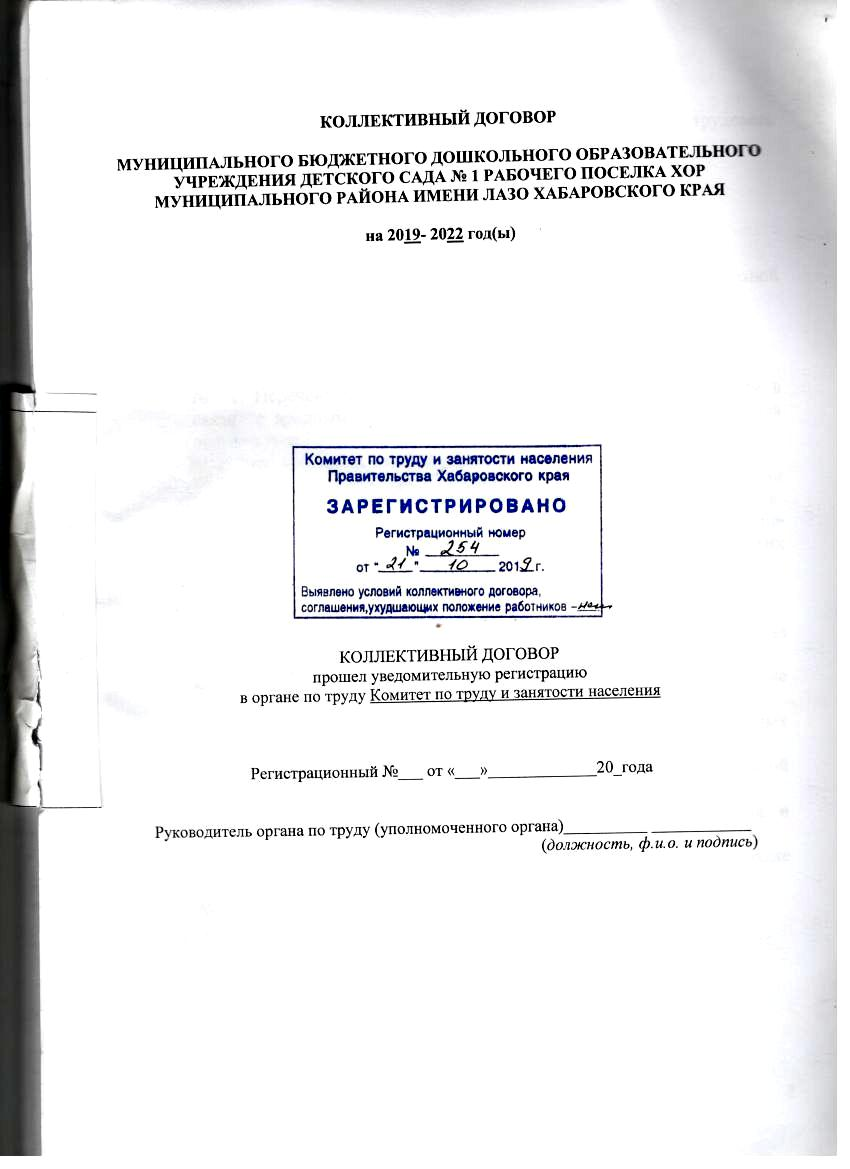 КОЛЛЕКТИВНЫЙ ДОГОВОР
МУНИЦИПАЛЬНОГО БЮДЖЕТНОГО ДОШКОЛЬНОГО ОБРАЗОВАТЕЛЬНОГО
УЧРЕЖДЕНИЯ ДЕТСКОГО САДА № 1 РАБОЧЕГО ПОСЕЛКА ХОР
МУНИЦИПАЛЬНОГО РАЙОНА ИМЕНИ ЛАЗО ХАБАРОВСКОГО КРАЯ
на 2019- 2022 год(ы)
Комитет по труду и занятости населения
Правительства Хабаровского края
ЗАРЕГИСТРИРОВАНО
Регистрационный номер
№ 254
от "21" 10 2019 г.
Выявлено условий коллективного договора,
соглашения,ухудшающих положение работников -нет
КОЛЛЕКТИВНЫЙ ДОГОВОР
прошел уведомительную регистрацию
в органе по труду Комитет по труду и занятости населения
Регистрационный №___ от «___»_____________20_года
Руководитель органа по труду (уполномоченного органа)__________ ____________
(должность, ф.и.о. и подпись)